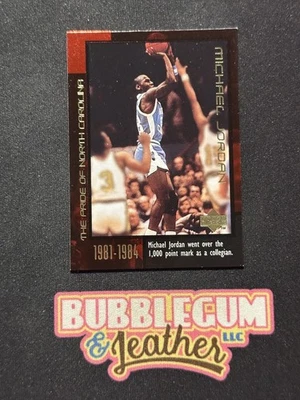 THE PRIDE OF NORTH CAROLINA
MICHAEL JORDAN
1981-1984
Michael Jordan went over the
1,000 point mark as a collegian.
BUBBLEGUM
& Leather
LLC